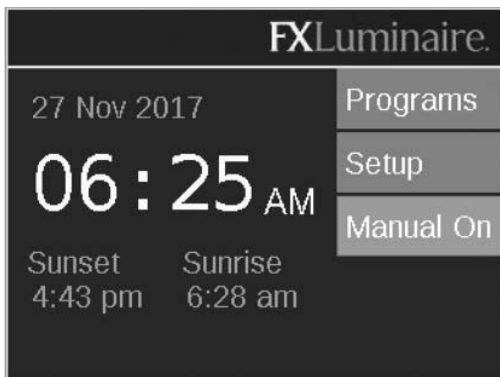 FXLuminaire.
27 Nov 2017
06:25 AM
Sunset
4:43 pm
Sunrise
6:28 am
Programs
Setup
Manual On